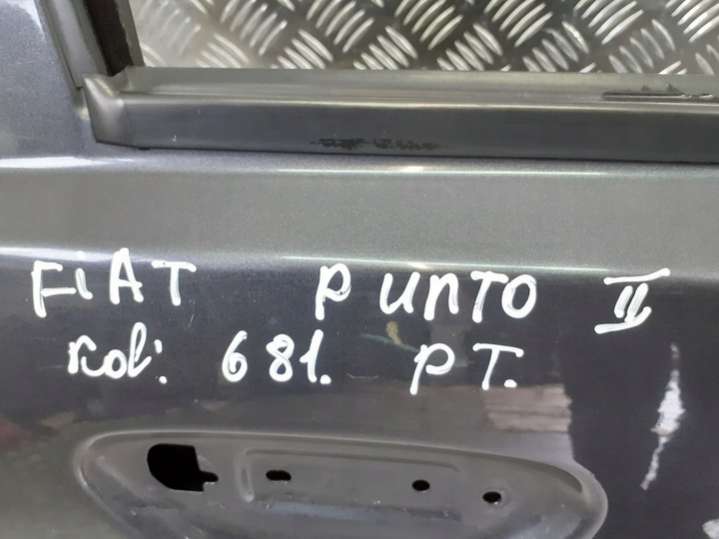 FIAT PUNTO II
kol: 681. PT.